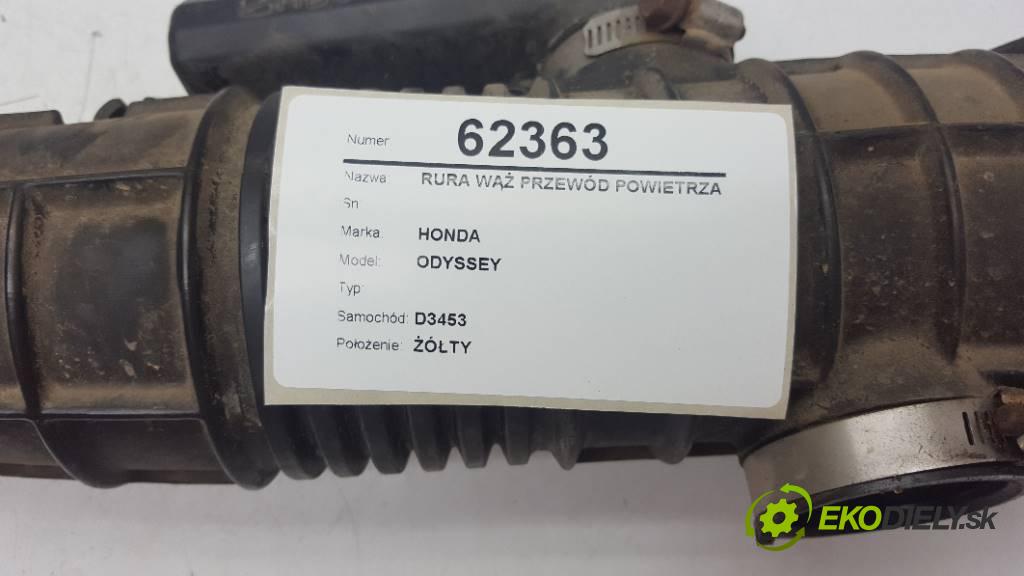 Numer: 62363
Nazwa: RURA WĄŻ PRZEWÓD POWIETRZA
Sn:
Marka: HONDA
Model: ODYSSEY
Typ:
Samochód: D3453
Położenie: ŻÓŁTY
EKODIELY.sk